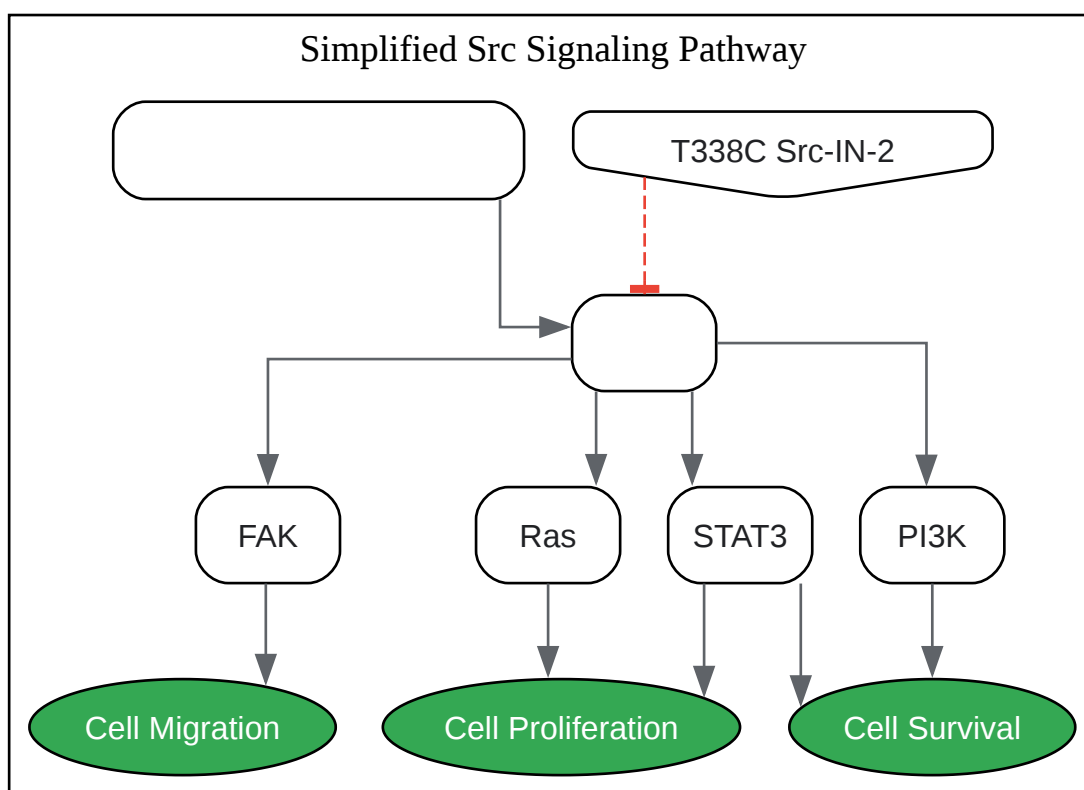 Simplified Src Signaling Pathway
T338C Src-IN-2
FAK
Ras
STAT3
PI3K
Cell Migration
Cell Proliferation
Cell Survival